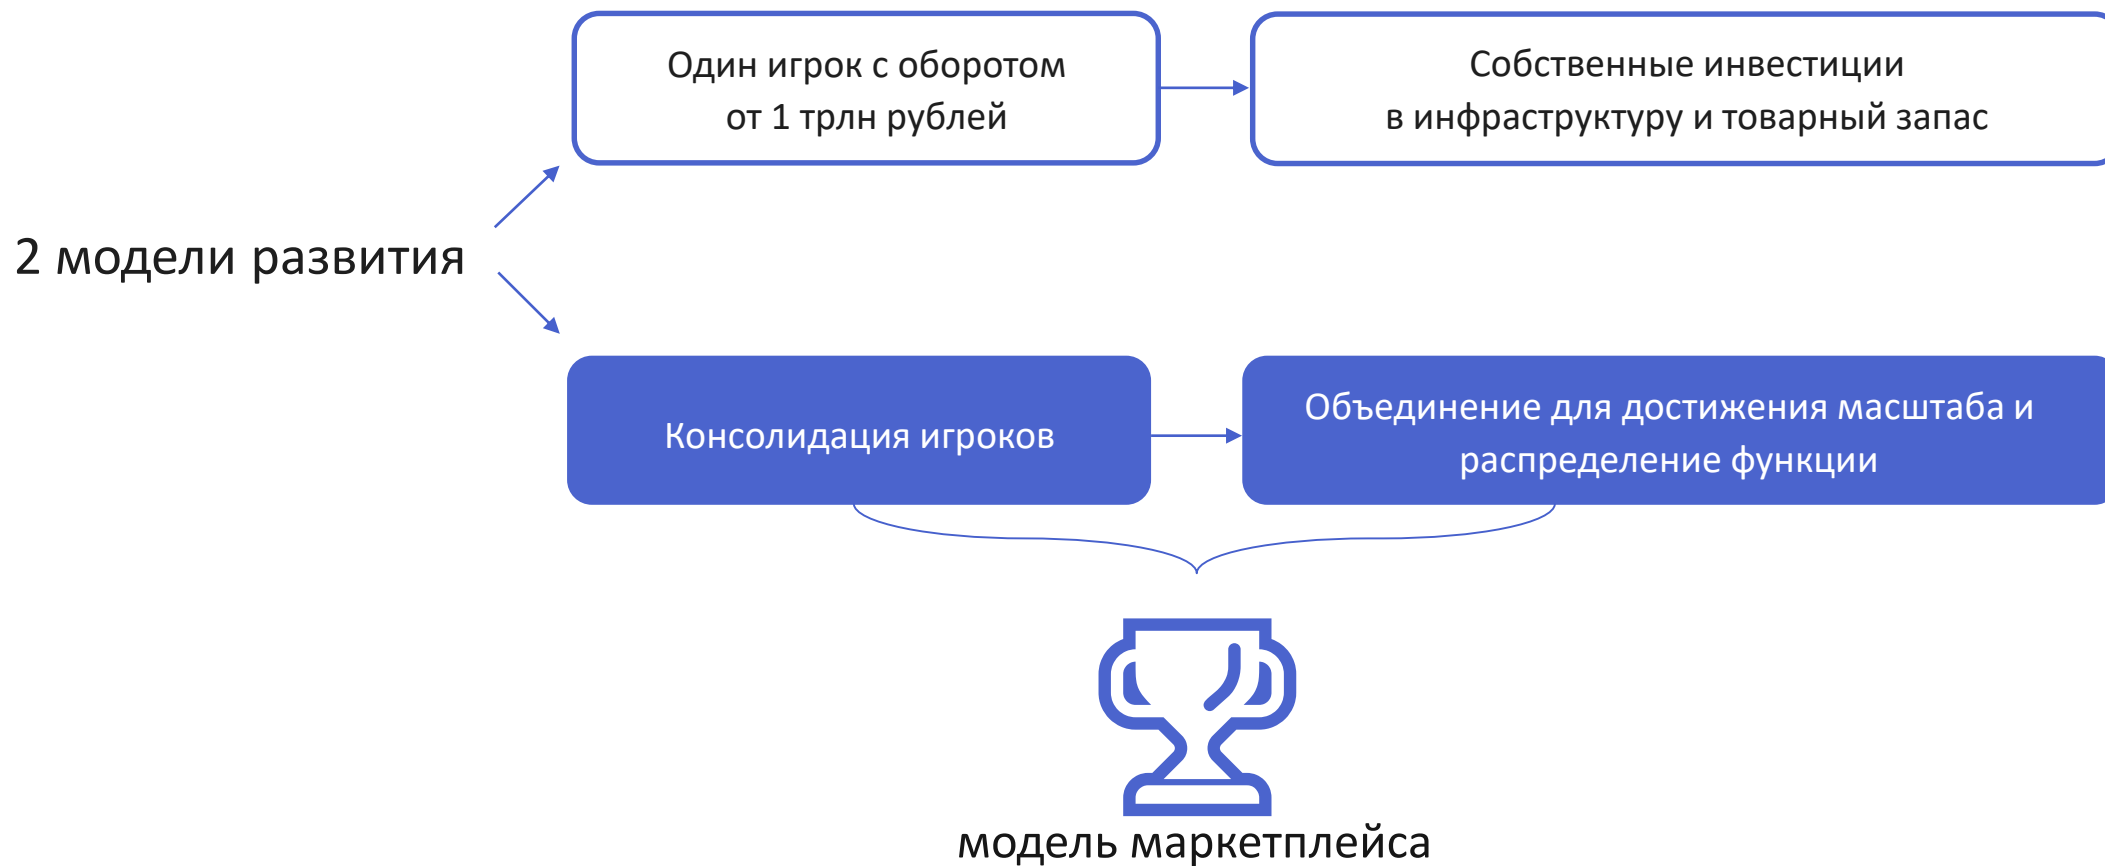 Один игрок с оборотом
от 1 трлн рублей
Собственные инвестиции
в инфраструктуру и товарный запас
2 модели развития
Консолидация игроков
Объединение для достижения масштаба и
распределение функции
модель маркетплейса